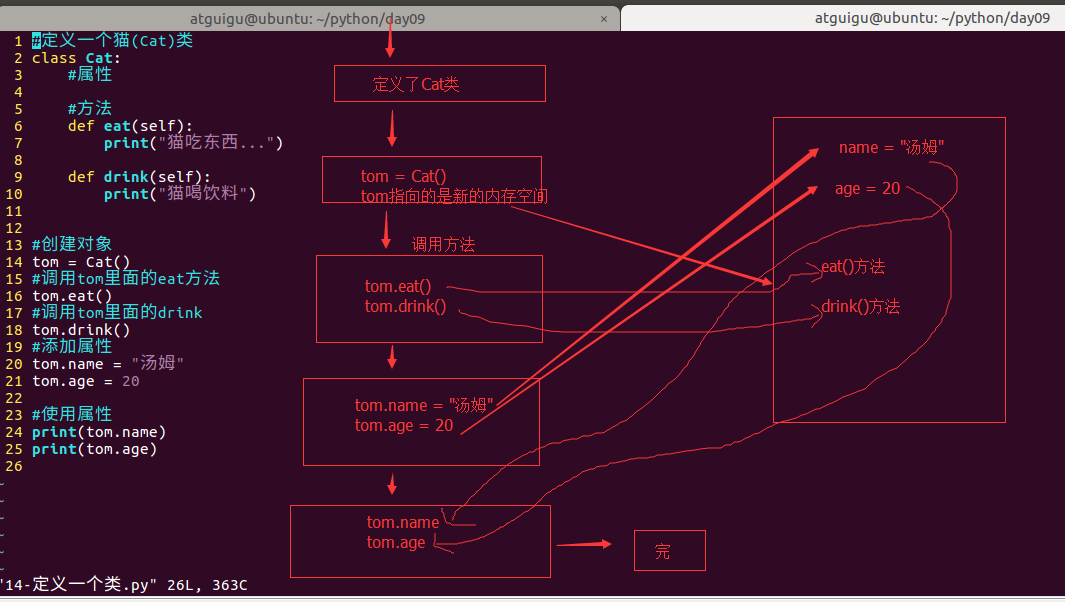 atguigu@ubuntu: ~/python/day09 ×
atguigu@ubuntu: ~/python/day09
1 #定义一个猫(Cat)类
2 class Cat:
3 #属性
4
5 #方法
6 def eat(self):
7 print("猫吃东西...")
8
9 def drink(self):
10 print("猫喝饮料")
11
12
13 #创建对象
14 tom = Cat()
15 #调用tom里面的eat方法
16 tom.eat()
17 #调用tom里面的drink
18 tom.drink()
19 #添加属性
20 tom.name = "汤姆"
21 tom.age = 20
22
23 #使用属性
24 print(tom.name)
25 print(tom.age)
26
~
~
~
~
~
~
"14-定义一个类.py" 26L, 363C
定义了Cat类
tom = Cat()
tom指向的是新的内存空间
调用方法
tom.eat()
tom.drink()
tom.name = "汤姆"
tom.age = 20
tom.name
tom.age
完
name = "汤姆"
age = 20
eat()方法
drink()方法